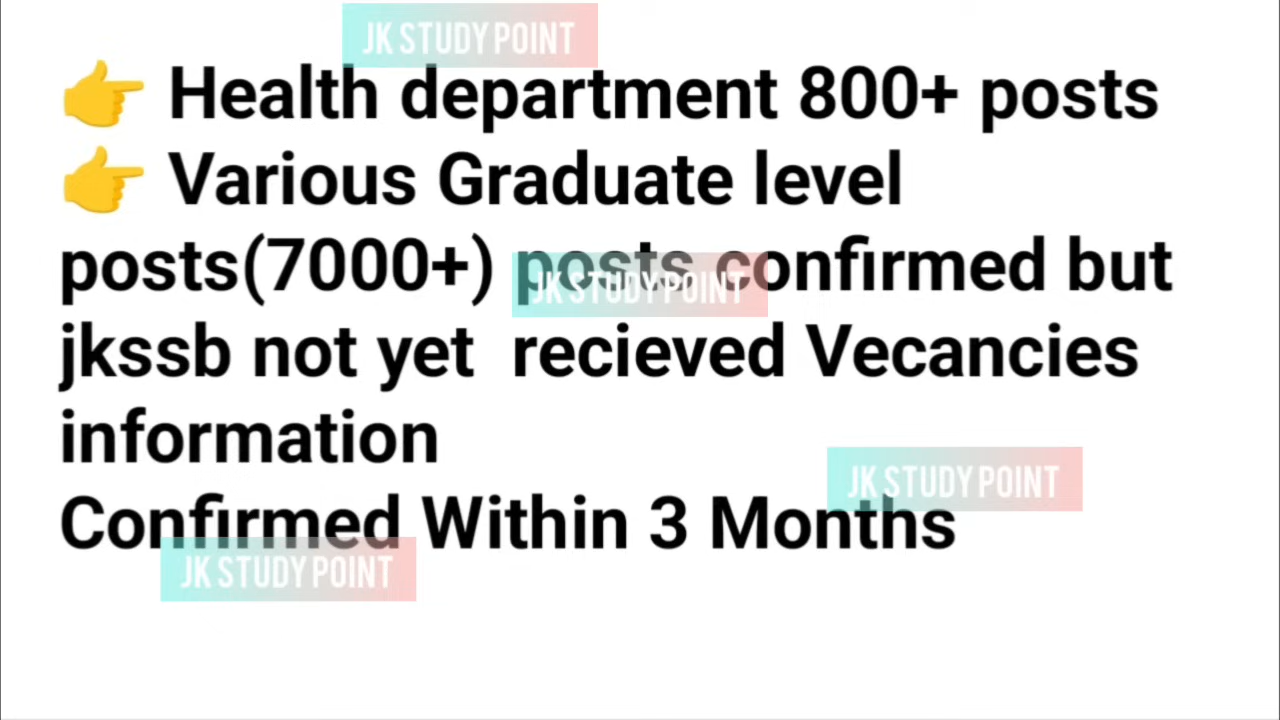 JK STUDY POINT
👉 Health department 800+ posts
👉 Various Graduate level
posts(7000+) posts confirmed but
JK STUDY POINT
jkssb not yet recieved Vecancies
information
JK STUDY POINT
Confirmed Within 3 Months
JK STUDY POINT